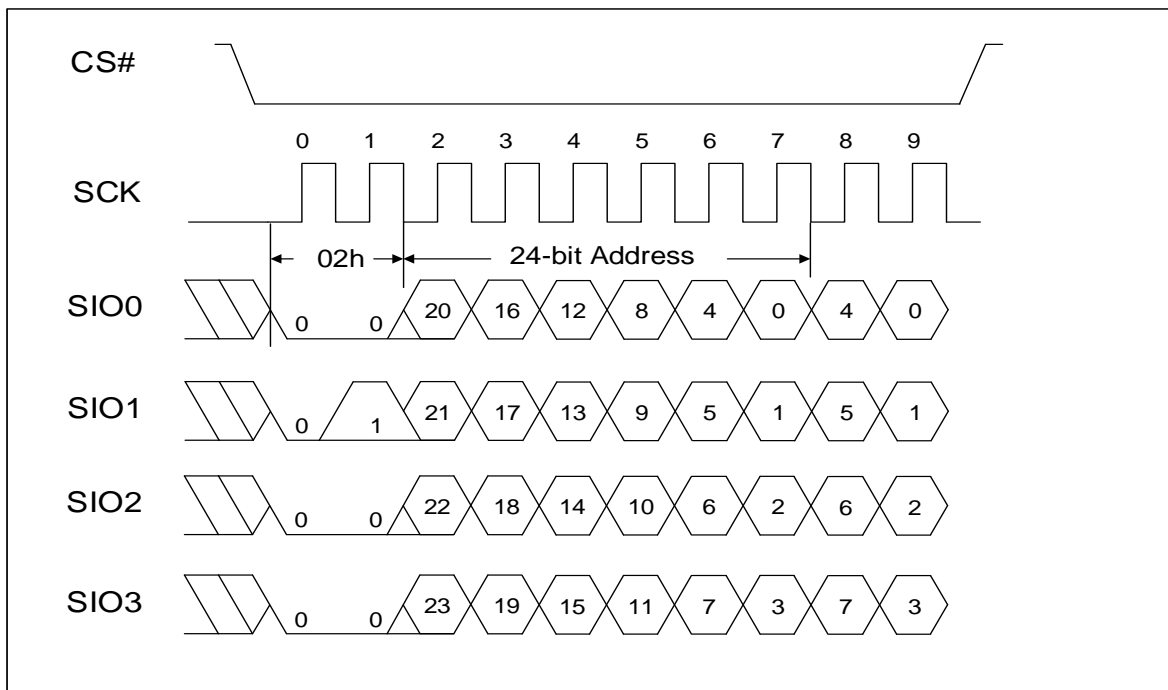 CS#
0 1 2 3 4 5 6 7 8 9
SCK
02h 24-bit Address
SIO0 0 0 20 16 12 8 4 0 4 0
SIO1 0 1 21 17 13 9 5 1 5 1
SIO2 0 0 22 18 14 10 6 2 6 2
SIO3 0 0 23 19 15 11 7 3 7 3